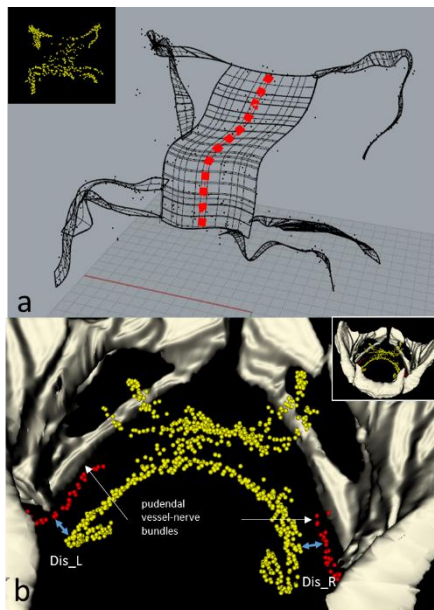 a
pudendal
vessel-nerve
bundles
Dis_L
Dis_R
b